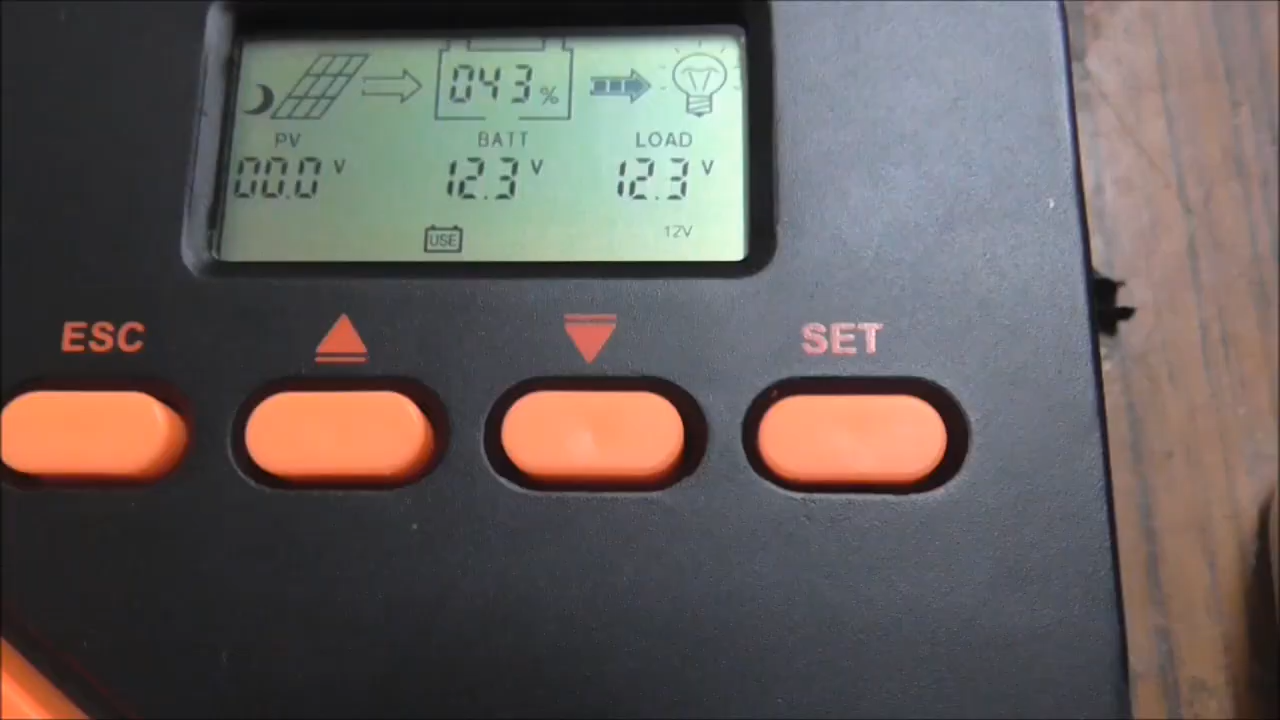 043%
PV BATT LOAD
00.0 V 12.3 V 12.3 V
USE 12V
ESC SET